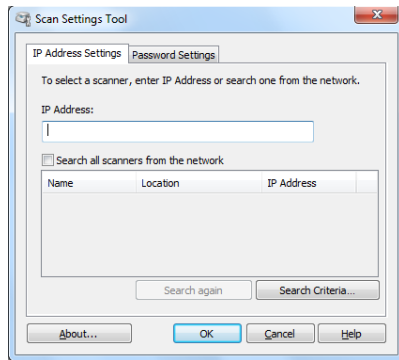 Scan Settings Tool
IP Address Settings Password Settings
To select a scanner, enter IP Address or search one from the network.
IP Address:
Search all scanners from the network
Name Location IP Address
Search again Search Criteria...
About... OK Cancel Help